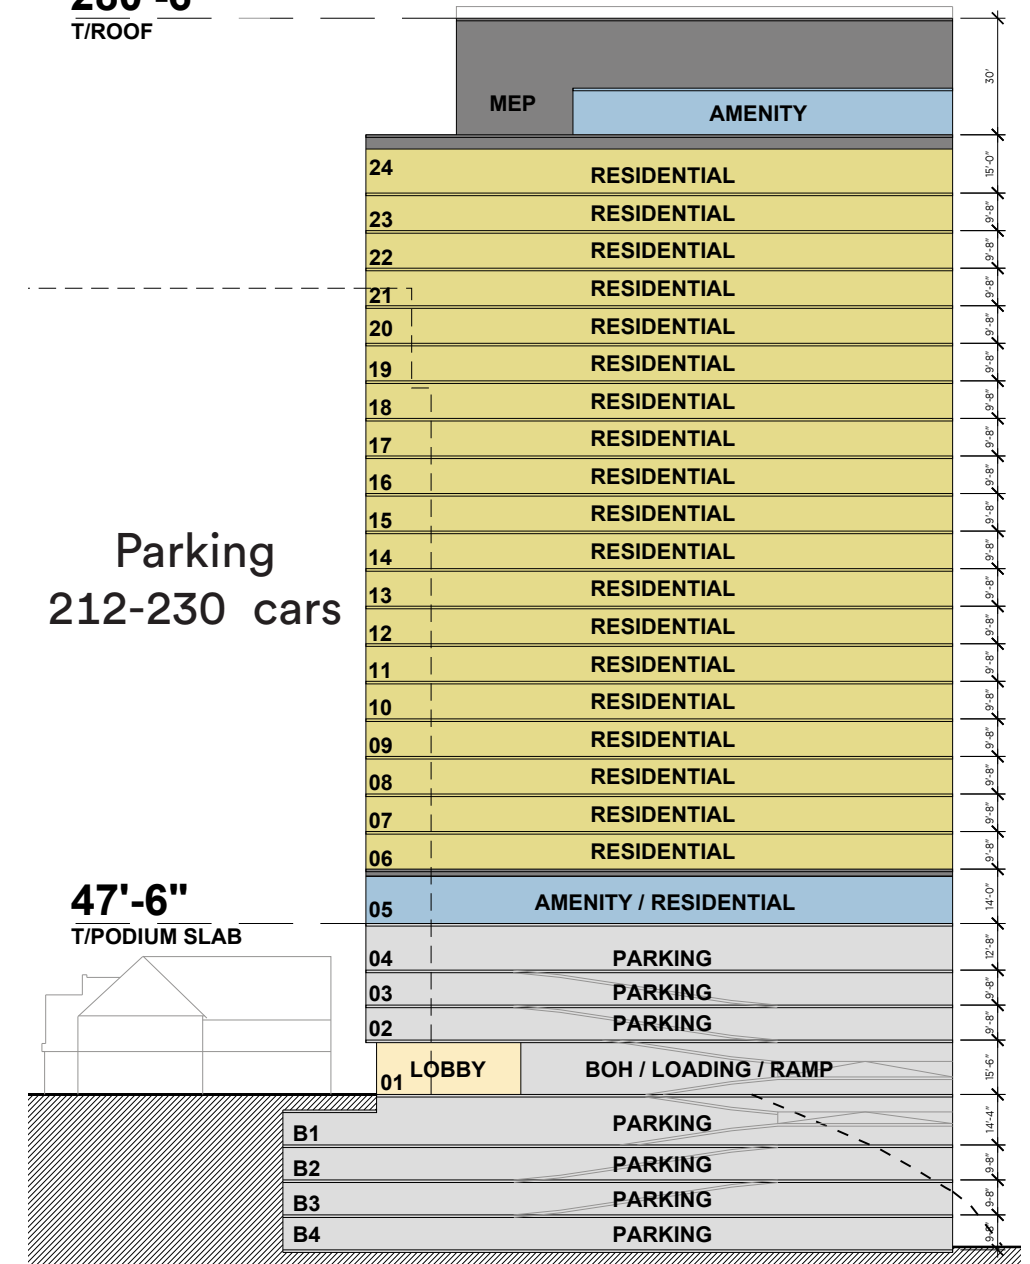 280'-6"
T/ROOF
30'
MEP
AMENITY
24 RESIDENTIAL 15'-0"
23 RESIDENTIAL 9'-8"
22 RESIDENTIAL 9'-8"
21 RESIDENTIAL 9'-8"
20 RESIDENTIAL 9'-8"
19 RESIDENTIAL 9'-8"
18 RESIDENTIAL 9'-8"
17 RESIDENTIAL 9'-8"
16 RESIDENTIAL 9'-8"
15 RESIDENTIAL 9'-8"
14 RESIDENTIAL 9'-8"
13 RESIDENTIAL 9'-8"
12 RESIDENTIAL 9'-8"
11 RESIDENTIAL 9'-8"
10 RESIDENTIAL 9'-8"
09 RESIDENTIAL 9'-8"
08 RESIDENTIAL 9'-8"
07 RESIDENTIAL 9'-8"
06 RESIDENTIAL 9'-8"
Parking
212-230 cars
47'-6"
T/PODIUM SLAB
05 AMENITY / RESIDENTIAL 14'-0"
04 PARKING 12'-8"
03 PARKING 9'-8"
02 PARKING 9'-8"
01 LOBBY BOH / LOADING / RAMP 15'-6"
B1 PARKING 14'-4"
B2 PARKING 9'-8"
B3 PARKING 9'-8"
B4 PARKING 9'-8"